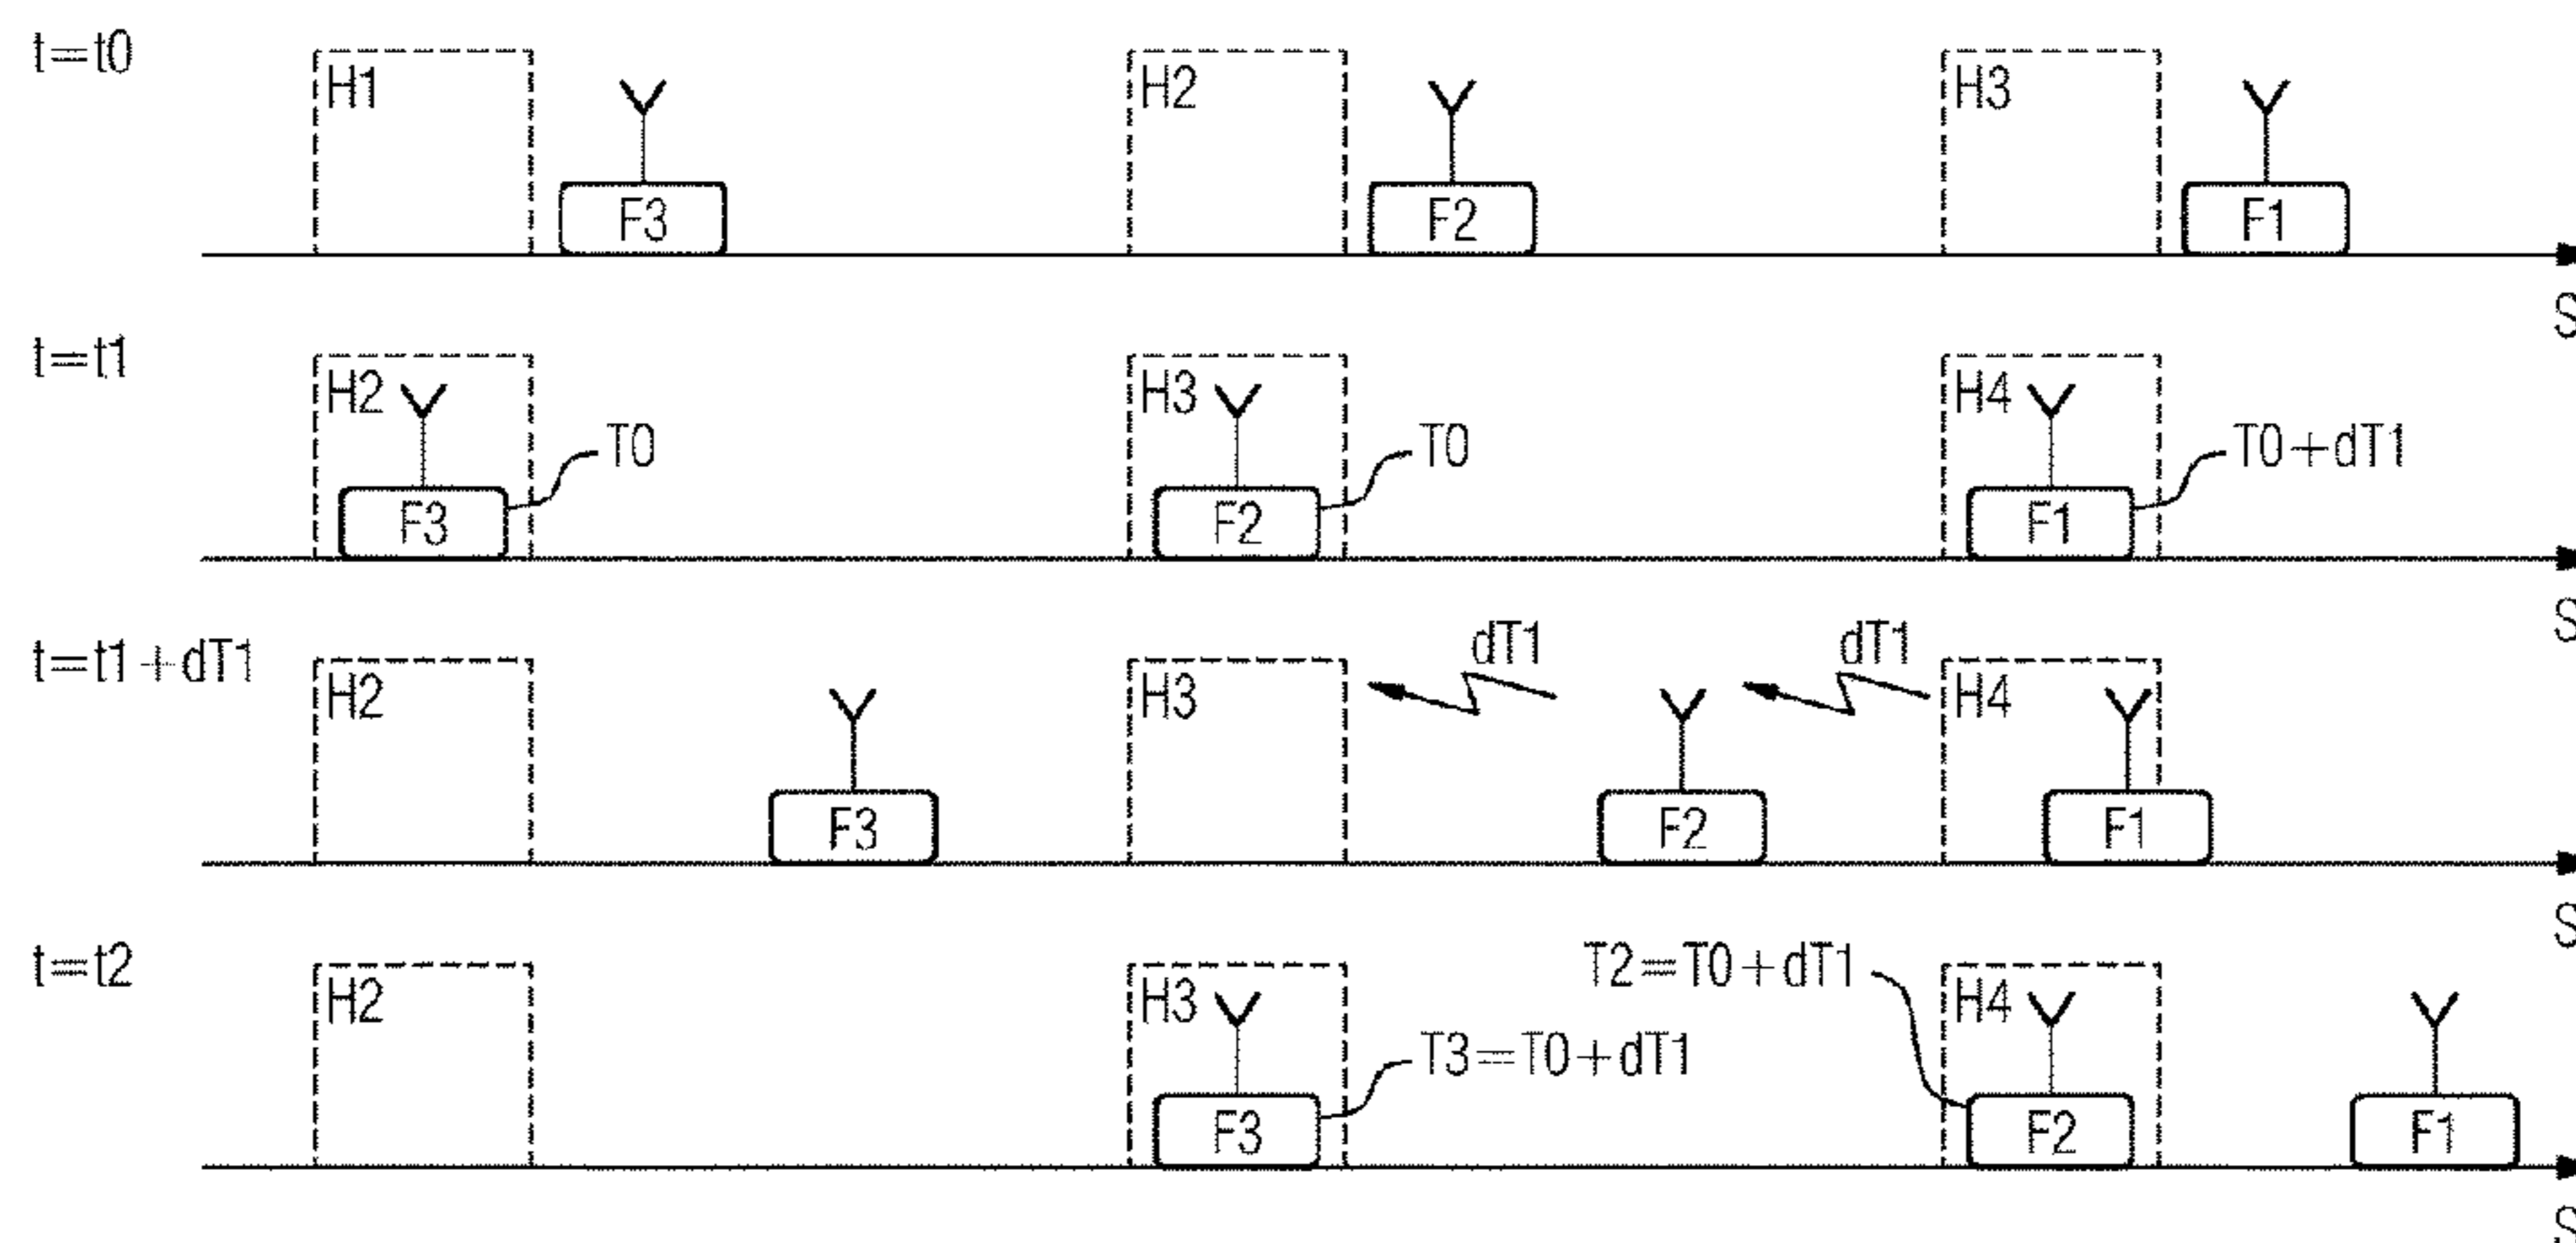 t=t0
H1
H2
H3
F3
F2
F1
S
t=t1
H2
H3
H4
T0
T0
T0+dT1
F3
F2
F1
S
t=t1+dT1
dT1
dT1
H2
H3
H4
F3
F2
F1
S
t=t2
T2=T0+dT1
H2
H3
H4
T3=T0+dT1
F3
F2
F1
S